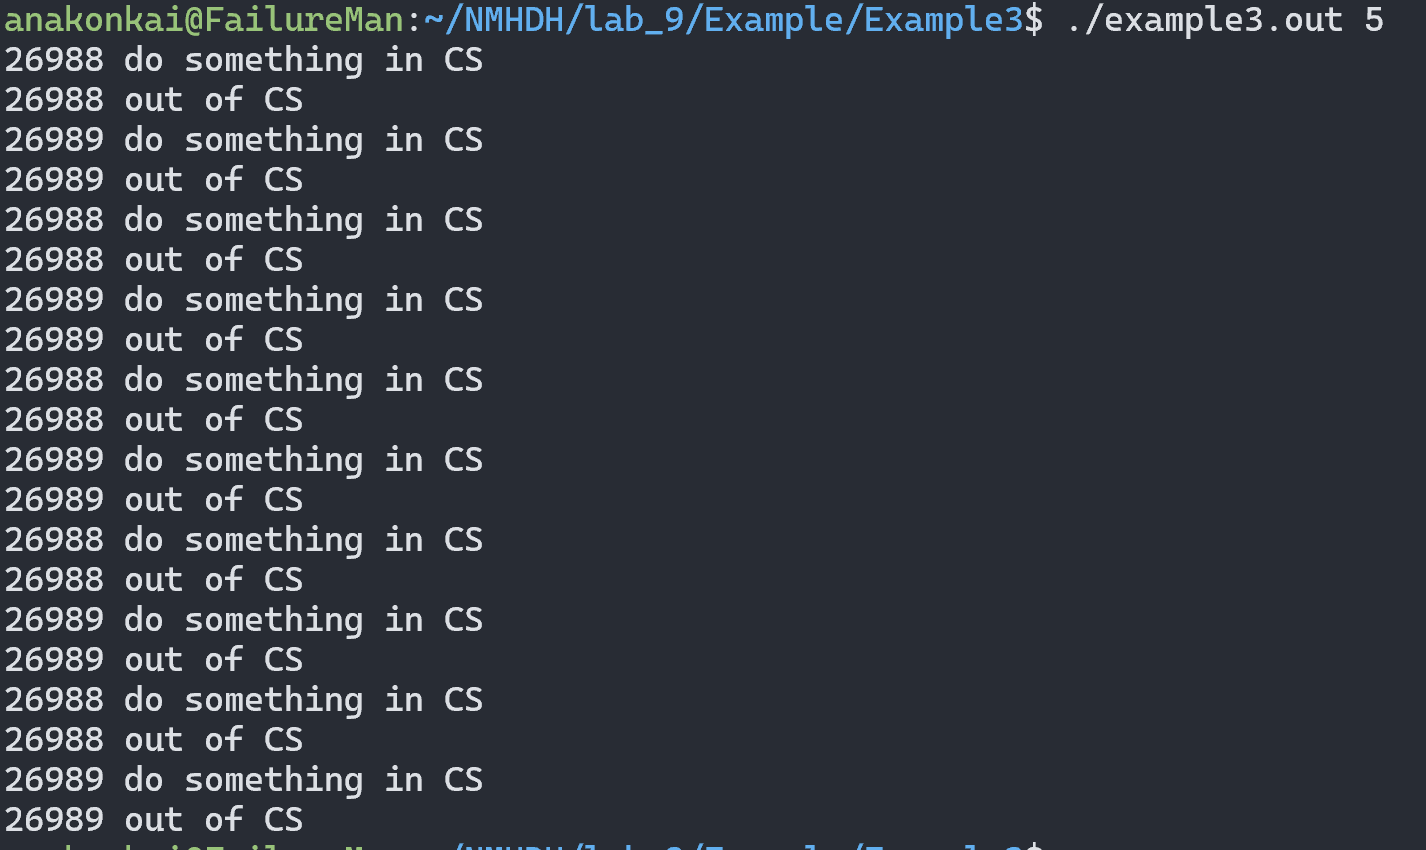 anakonkai@FailureMan:~/NMHDH/lab_9/Example/Example3$ ./example3.out 5
26988 do something in CS
26988 out of CS
26989 do something in CS
26989 out of CS
26988 do something in CS
26988 out of CS
26989 do something in CS
26989 out of CS
26988 do something in CS
26988 out of CS
26989 do something in CS
26989 out of CS
26988 do something in CS
26988 out of CS
26989 do something in CS
26989 out of CS
26988 do something in CS
26988 out of CS
26989 do something in CS
26989 out of CS